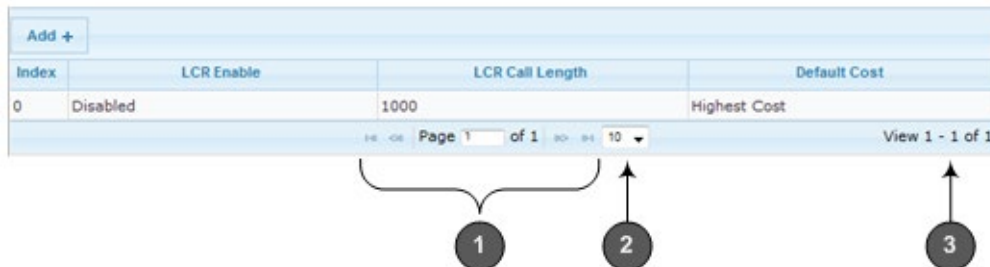 Add +
Index LCR Enable LCR Call Length Default Cost
0 Disabled 1000 Highest Cost
Page 1 of 1 10 View 1 - 1 of 1
1 2 3